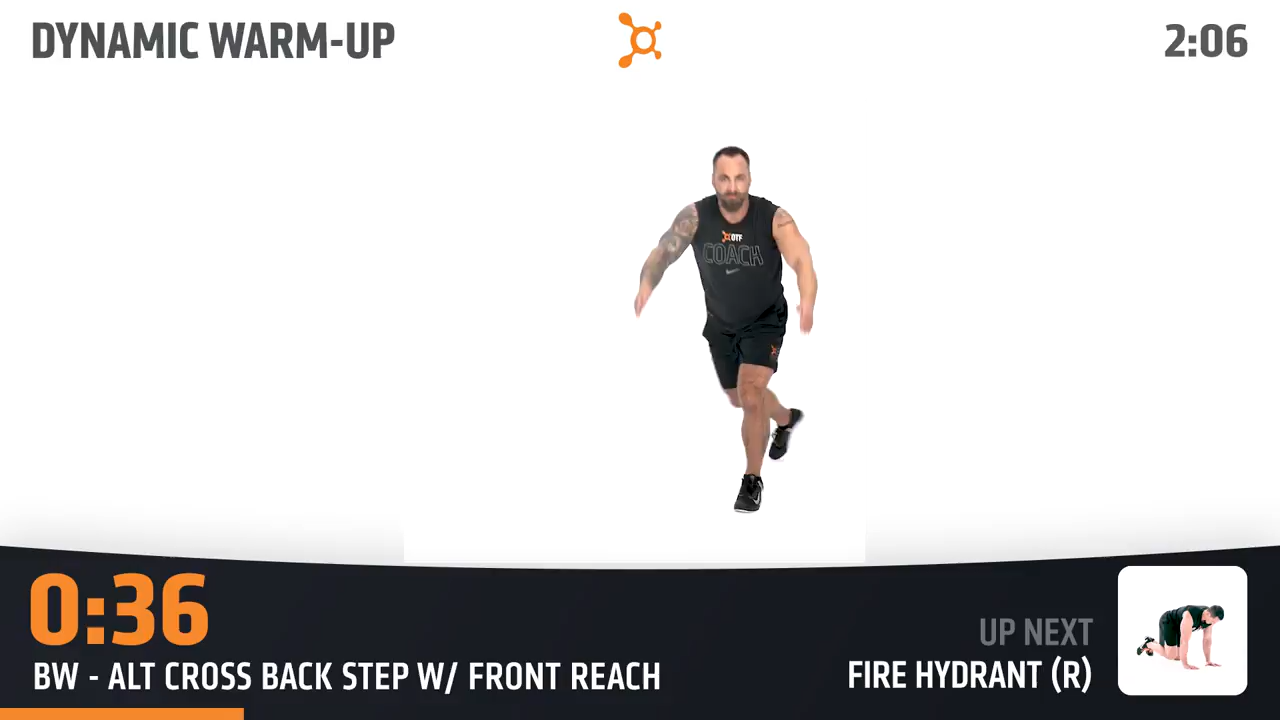 DYNAMIC WARM-UP
2:06
OTF
COACH
0:36
BW - ALT CROSS BACK STEP W/ FRONT REACH
UP NEXT
FIRE HYDRANT (R)